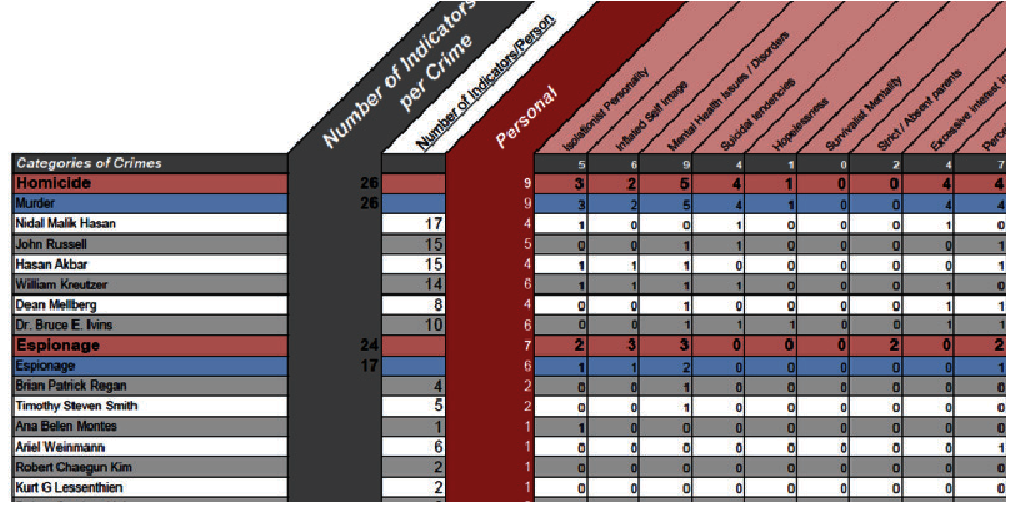 Number of Indicators
per Crime
Number of Indicators/Person
Personal
Isolationist Personality
Inflated Self Image
Mental Health Issues / Disorders
Suicidal tendencies
Hopelessness
Survivalist Mentality
Strict / Absent parents
Excessive interest in
Categories of Crimes 5 6 9 4 1 0 2 4 7
Homicide 26 9 3 2 5 4 1 0 0 4 4
Murder 26 9 3 2 5 4 1 0 0 4 4
Nidal Malik Hasan 17 4 1 0 0 1 0 0 0 1 0
John Russell 15 5 0 0 1 1 0 0 0 0 1
Hasan Akbar 15 4 1 1 1 0 0 0 0 0 1
William Kreutzer 14 6 1 1 1 1 0 0 0 1 0
Dean Mellberg 8 4 0 0 1 0 0 0 0 1 1
Dr. Bruce E. Ivins 10 6 0 0 1 1 1 0 0 1 1
Espionage 24 7 2 3 3 0 0 0 2 0 2
Espionage 17 6 1 1 2 0 0 0 0 0 1
Brian Patrick Regan 4 2 0 0 1 0 0 0 0 0 0
Timothy Steven Smith 5 2 0 0 1 0 0 0 0 0 0
Ana Belen Montes 1 1 1 0 0 0 0 0 0 0 0
Ariel Weinmann 6 1 0 0 0 0 0 0 0 0 1
Robert Chaegun Kim 2 1 0 0 0 0 0 0 0 0 0
Kurt G Lessenthien 2 1 0 0 0 0 0 0 0 0 0